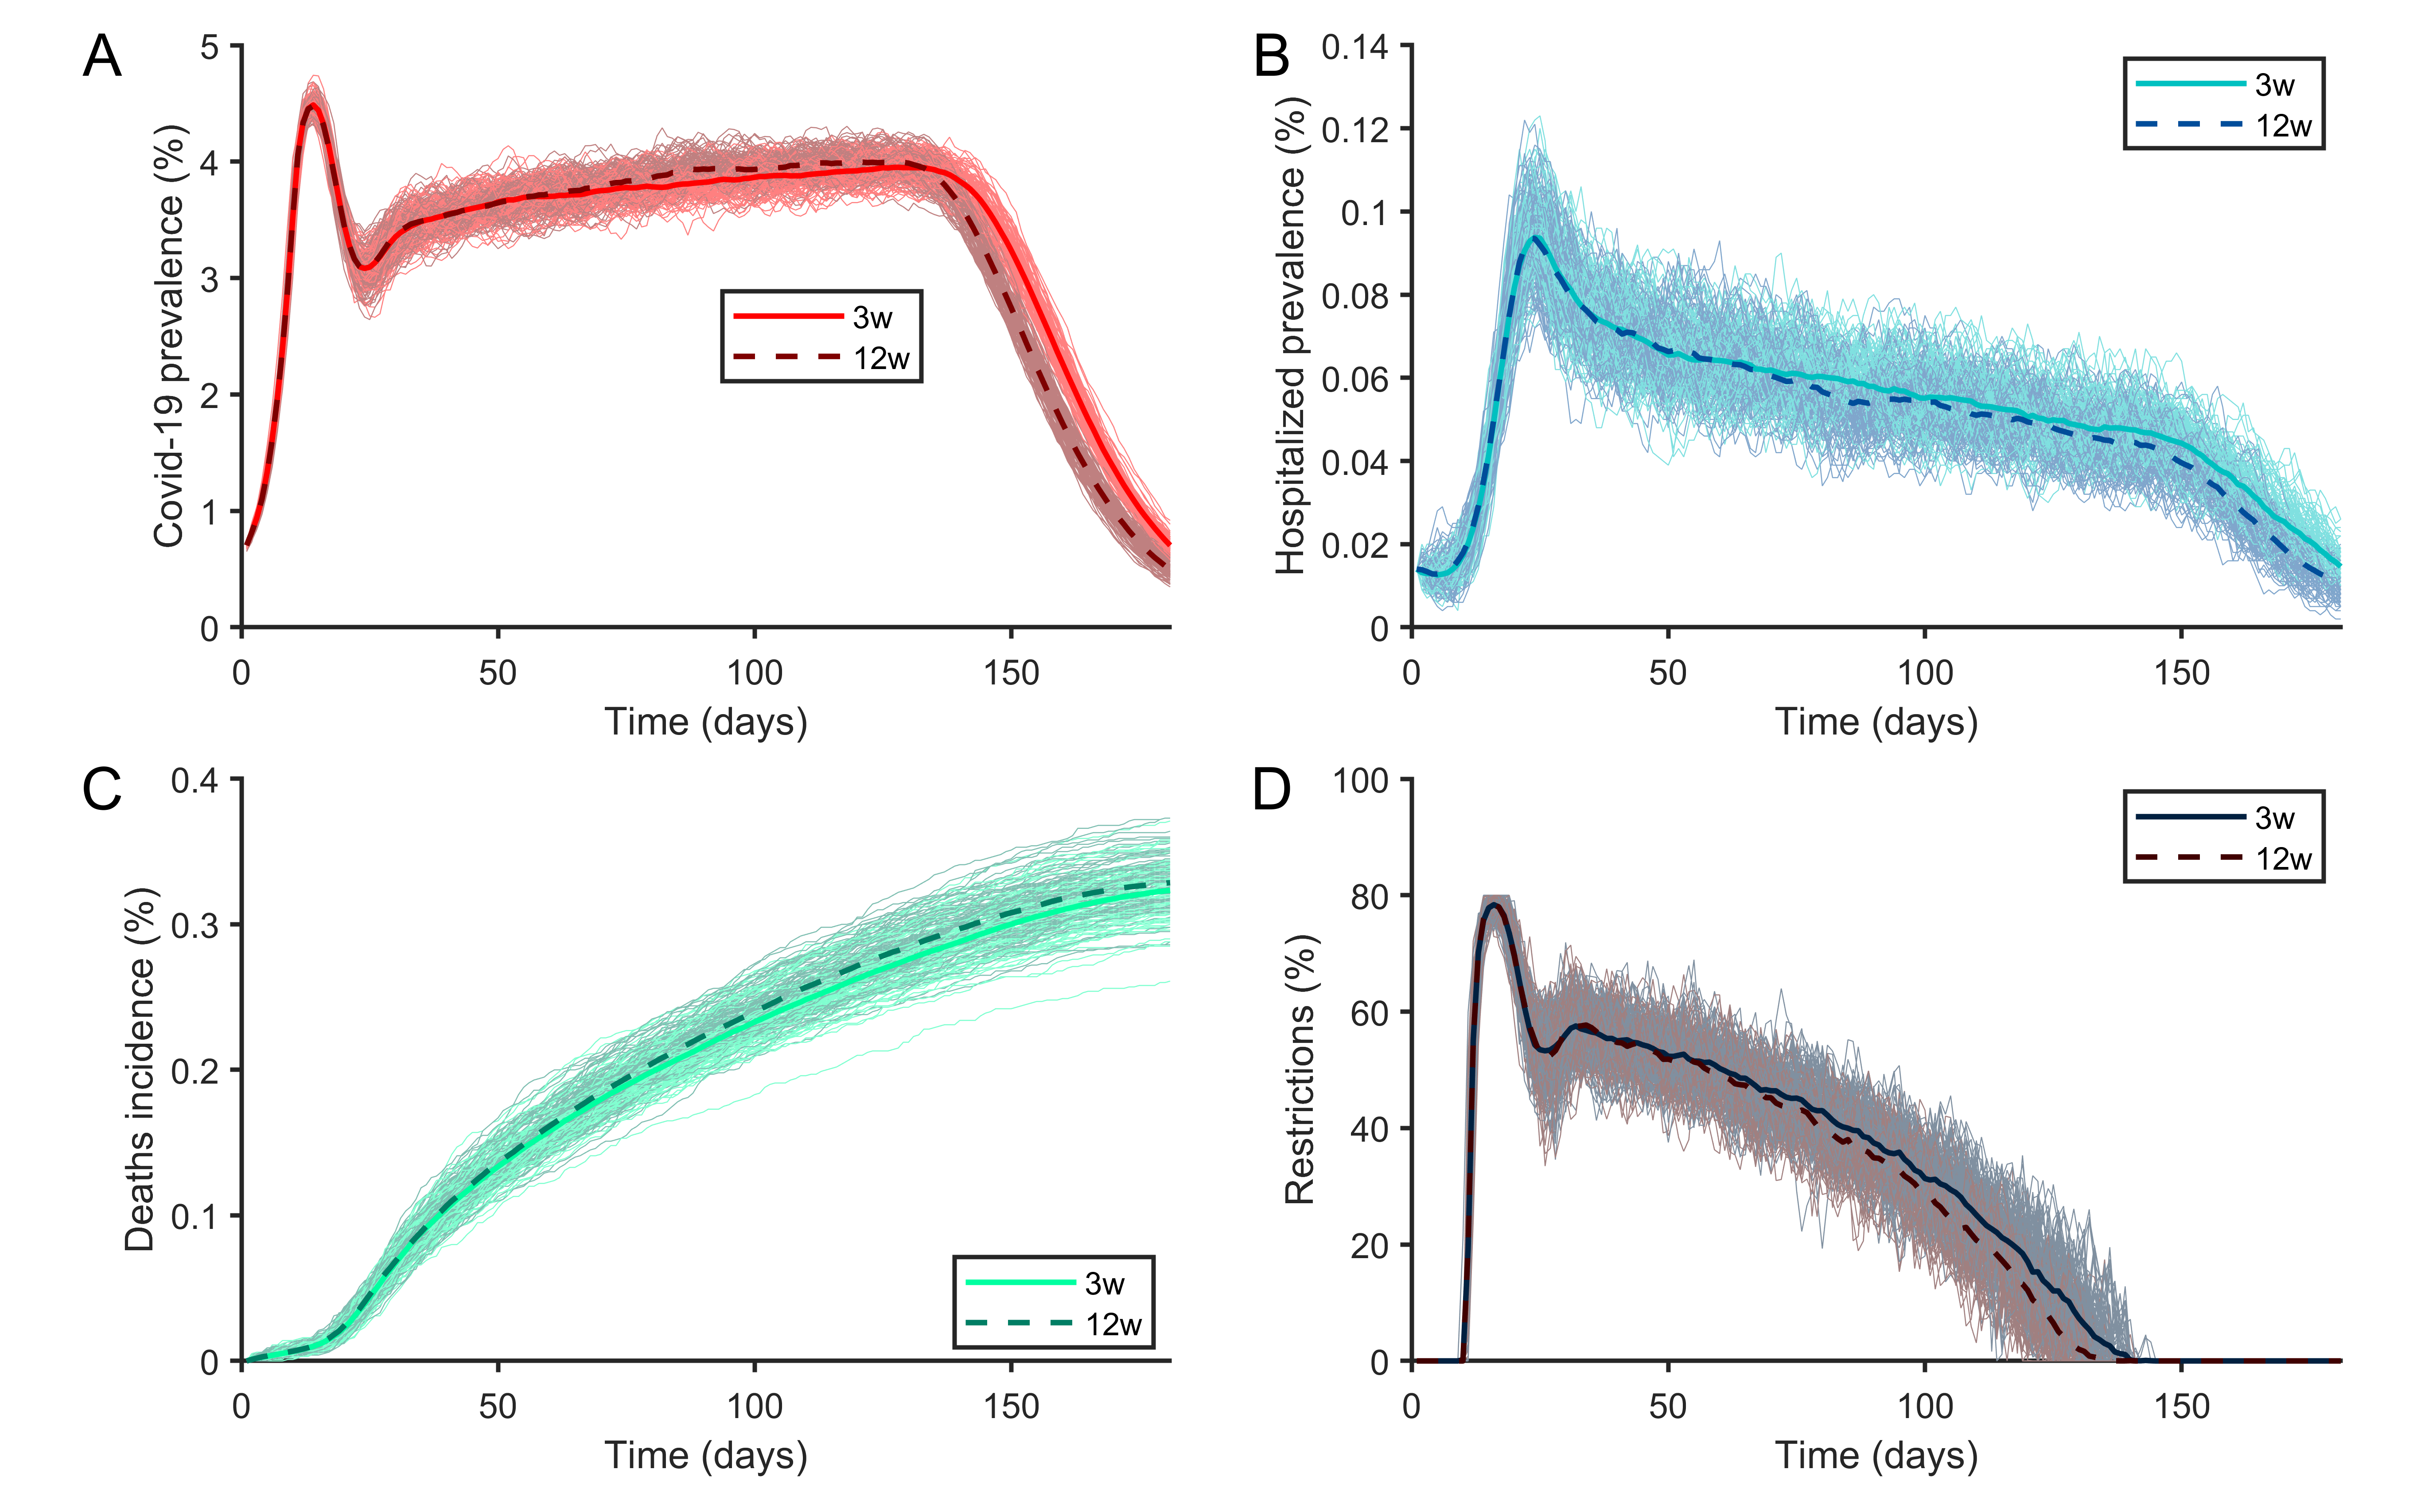 A
Covid-19 prevalence (%)
5
4
3
2
1
0
3w
12w
0 50 100 150
Time (days)
B
Hospitalized prevalence (%)
0.14
0.12
0.1
0.08
0.06
0.04
0.02
0
3w
12w
0 50 100 150
Time (days)
C
Deaths incidence (%)
0.4
0.3
0.2
0.1
0
3w
12w
0 50 100 150
Time (days)
D
Restrictions (%)
100
80
60
40
20
0
3w
12w
0 50 100 150
Time (days)